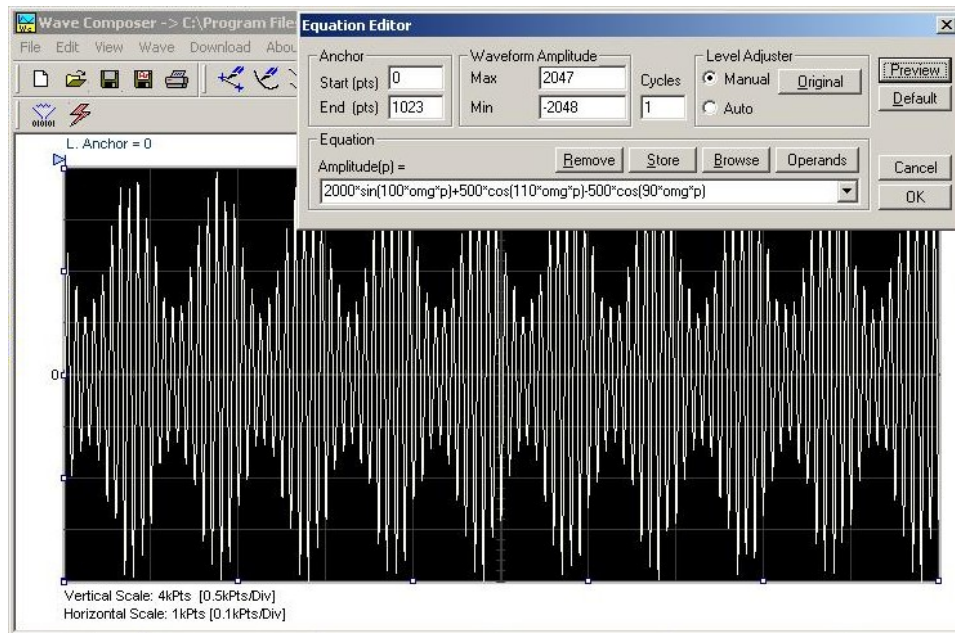 Wave Composer -> C:\Program File
File Edit View Wave Download Abou
L. Anchor = 0
0
Vertical Scale: 4kPts [0.5kPts/Div]
Horizontal Scale: 1kPts [0.1kPts/Div]
Equation Editor
Anchor
Start (pts) 0
End (pts) 1023
Waveform Amplitude
Max 2047
Min -2048
Cycles
1
Level Adjuster
Manual Original
Auto
Preview
Default
Cancel
OK
Equation
Amplitude(p) =
Remove Store Browse Operands
2000*sin(100*omg*p)+500*cos(110*omg*p)-500*cos(90*omg*p)